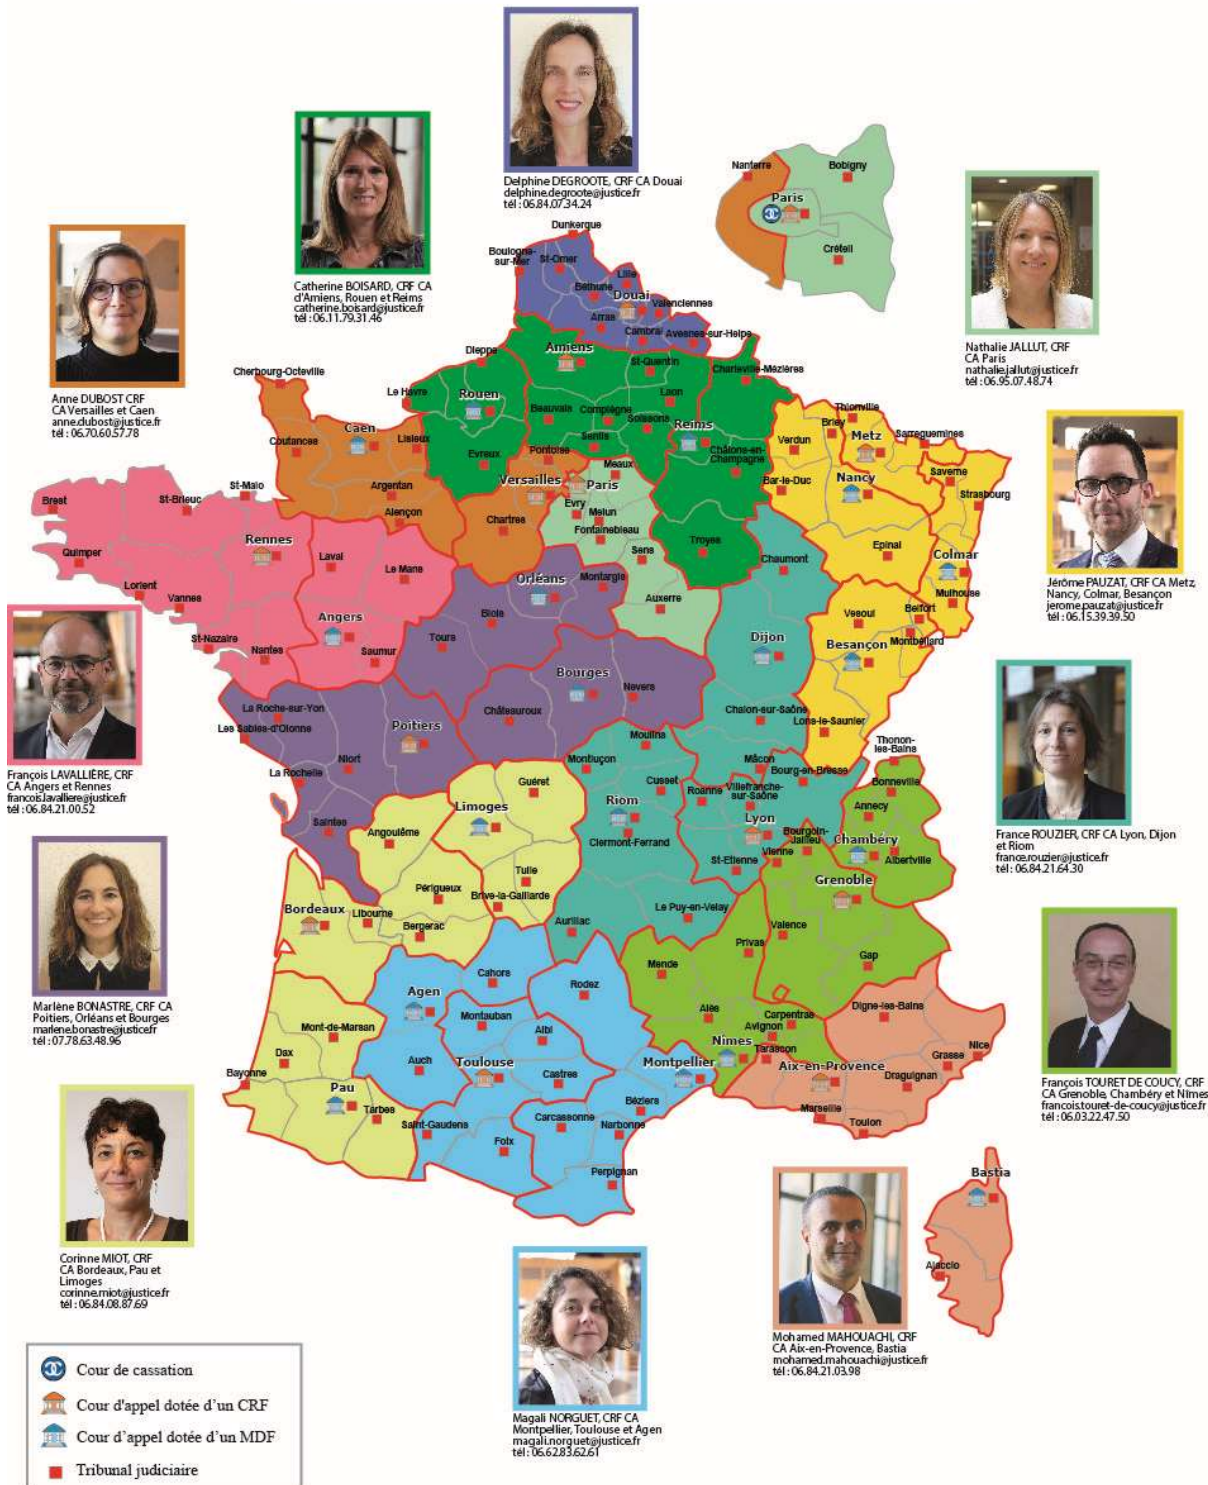 Delphine DEGROOTE, CRF CA Douai
delphine.degroote@justice.fr
tél : 06.84.07.34.24
Catherine BOISARD, CRF CA
d'Amiens, Rouen et Reims
catherine.boisard@justice.fr
tél : 06.11.79.31.46
Anne DUBOST CRF
CA Versailles et Caen
anne.dubost@justice.fr
tél : 06.70.60.57.78
Nathalie JALLUT, CRF
CA Paris
nathalie.jallut@justice.fr
tél : 06.95.07.48.74
Jérôme PAUZAT, CRF CA Metz,
Nancy, Colmar, Besançon
jerome.pauzat@justice.fr
tél : 06.15.39.39.50
François LAVALLIÈRE, CRF
CA Angers et Rennes
francois.lavalliere@justice.fr
tél : 06.84.21.00.52
France ROUZIER, CRF CA Lyon, Dijon
et Riom
france.rouzier@justice.fr
tél : 06.84.21.64.30
Marlène BONASTRE, CRF CA
Poitiers, Orléans et Bourges
marlene.bonastre@justice.fr
tél : 07.78.63.48.96
François TOURET DE COUCY, CRF
CA Grenoble, Chambéry et Nîmes
francois.touret-de-coucy@justice.fr
tél : 06.03.22.47.50
Corinne MIOT, CRF
CA Bordeaux, Pau et
Limoges
corinne.miot@justice.fr
tél : 06.84.08.87.69
Mohamed MAHOUACHI, CRF
CA Aix-en-Provence, Bastia
mohamed.mahouachi@justice.fr
tél : 06.84.21.03.98
Magali NORGUET, CRF CA
Montpellier, Toulouse et Agen
magali.norguet@justice.fr
tél : 06.62.83.62.61
Nanterre
Bobigny
Paris
Créteil
Dunkerque
Boulogne-
sur-Mer
St-Omer
Lille
Béthune
Douai
Valenciennes
Arras
Cambrai
Avesnes-sur-Helpe
Dieppe
Amiens
St-Quentin
Charleville-Mézières
Cherbourg-Octeville
Le Havre
Rouen
Laon
Beauvais
Compiègne
Soissons
Reims
Thionville
Briey
Metz
Sarreguemines
Verdun
Caen
Lisieux
Coutances
Senlis
Evreux
Pontoise
Meaux
Châlons-en-
Champagne
Saverne
Bar-le-Duc
Nancy
Strasbourg
Versailles
Paris
Argentan
Evry
Melun
Alençon
Chartres
Fontainebleau
Brest
St-Brieuc
St-Malo
Rennes
Quimper
Laval
Le Mans
Sens
Troyes
Chaumont
Epinal
Colmar
Orléans
Montargis
Auxerre
Mulhouse
Lorient
Vannes
Angers
Blois
Tours
Dijon
Vesoul
Belfort
Montbéliard
Besançon
St-Nazaire
Nantes
Saumur
Bourges
Nevers
Châteauroux
La Roche-sur-Yon
Les Sables-d'Olonne
Poitiers
Chalon-sur-Saône
Lons-le-Saunier
Moulins
Thonon-
les-Bains
Niort
Montluçon
Mâcon
Bourg-en-Bresse
Bonneville
La Rochelle
Guéret
Cusset
Roanne
Villefranche-
sur-Saône
Annecy
Limoges
Riom
Lyon
Saintes
Angoulême
Clermont-Ferrand
Bourgoin-
Jallieu
Chambéry
Vienne
Albertville
St-Etienne
Tulle
Périgueux
Brive-la-Gaillarde
Grenoble
Bordeaux
Libourne
Bergerac
Aurillac
Le Puy-en-Velay
Valence
Privas
Gap
Mende
Cahors
Rodez
Agen
Montauban
Mont-de-Marsan
Albi
Alès
Carpentras
Avignon
Digne-les-Bains
Dax
Auch
Toulouse
Castres
Montpellier
Nîmes
Tarascon
Aix-en-Provence
Nice
Grasse
Draguignan
Bayonne
Pau
Tarbes
Béziers
Marseille
Toulon
Saint-Gaudens
Carcassonne
Narbonne
Foix
Perpignan
Bastia
Ajaccio
Cour de cassation
Cour d'appel dotée d'un CRF
Cour d'appel dotée d'un MDF
Tribunal judiciaire